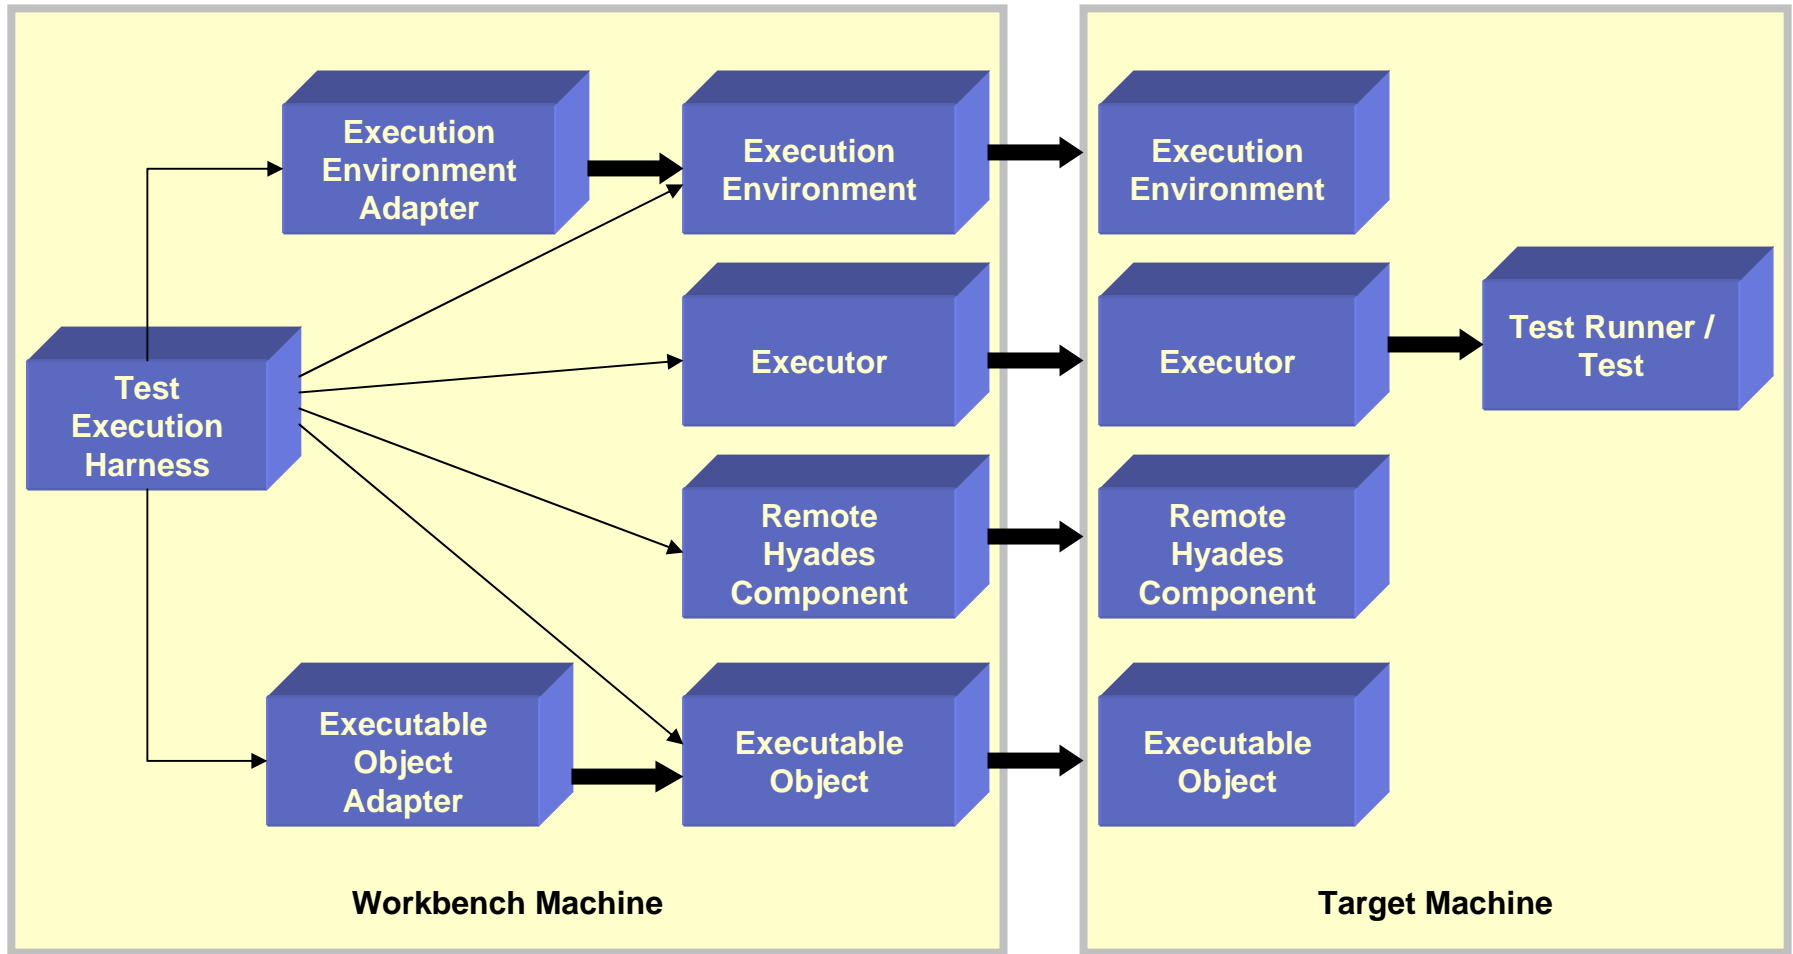 Execution
Environment
Adapter
Execution
Environment
Execution
Environment
Test
Execution
Harness
Executor
Executor
Test Runner /
Test
Remote
Hyades
Component
Remote
Hyades
Component
Executable
Object
Adapter
Executable
Object
Executable
Object
Workbench Machine
Target Machine